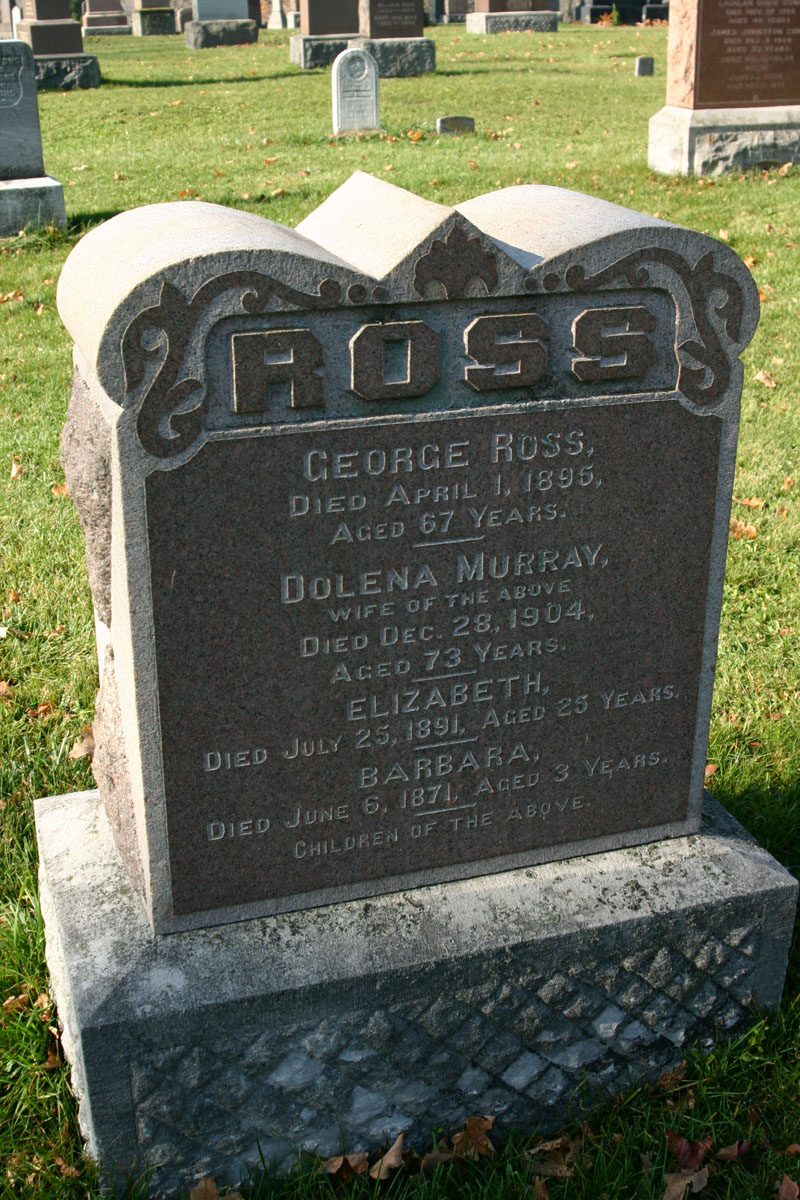 ROSS
GEORGE ROSS,
DIED APRIL 1, 1895,
AGED 67 YEARS.
DOLENA MURRAY,
WIFE OF THE ABOVE
DIED DEC. 28, 1904,
AGED 73 YEARS.
ELIZABETH,
DIED JULY 25, 1891. AGED 25 YEARS.
BARBARA,
DIED JUNE 6, 1871. AGED 3 YEARS.
CHILDREN OF THE ABOVE.